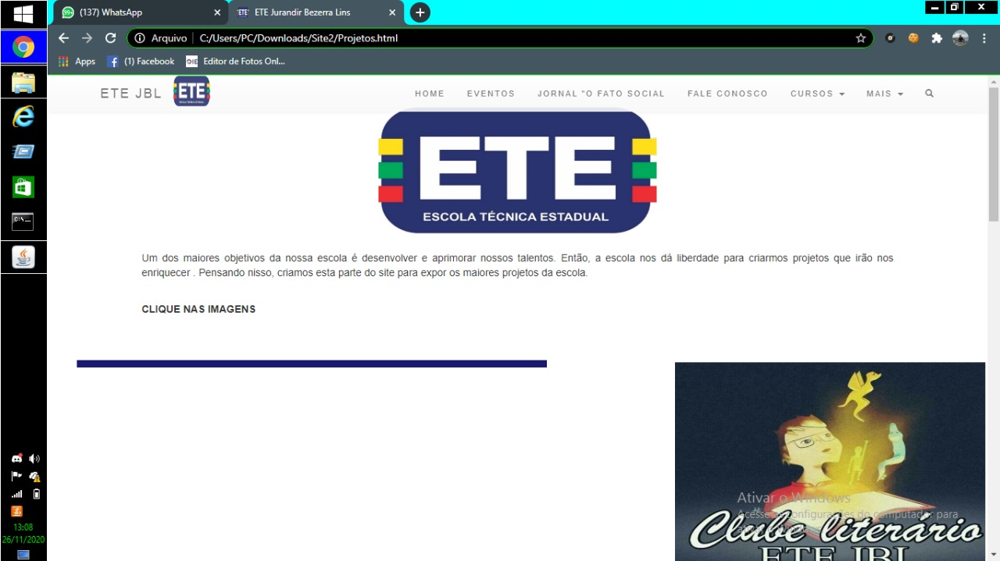 (137) WhatsApp
ETE Jurandir Bezerra Lins
Arquivo
C:/Users/PC/Downloads/Site2/Projetos.html
Apps
(1) Facebook
Editor de Fotos Onl...
ETE JBL
ETE
HOME
EVENTOS
JORNAL "O FATO SOCIAL
FALE CONOSCO
CURSOS
MAIS
ETE
ESCOLA TÉCNICA ESTADUAL
Um dos maiores objetivos da nossa escola é desenvolver e aprimorar nossos talentos. Então, a escola nos dá liberdade para criarmos projetos que irão nos
enriquecer . Pensando nisso, criamos esta parte do site para expor os maiores projetos da escola.
CLIQUE NAS IMAGENS
Ativar o Windows
Acesse as configurações do computador para
Clube literário
ETE JBL
13:08
26/11/2020